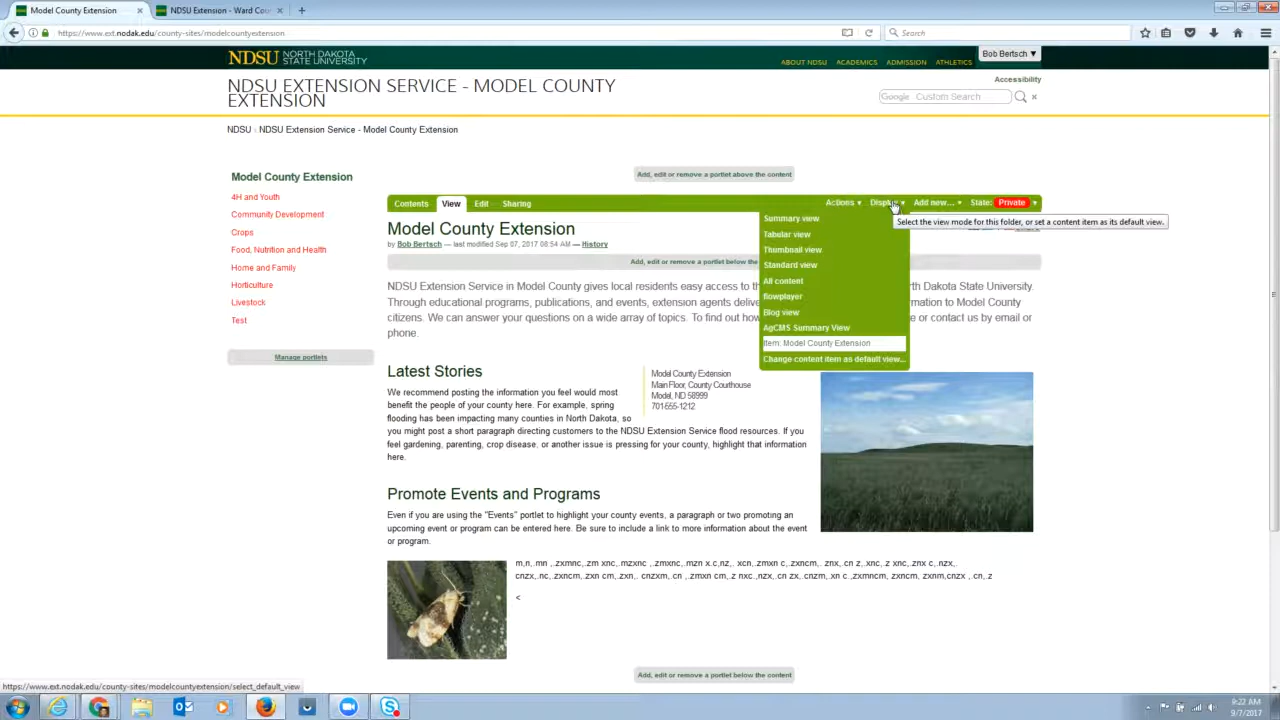 Model County Extension ×
NDSU Extension - Ward Cou... ×
+
https://www.ext.nodak.edu/county-sites/modelcountyextension
Search
NDSU NORTH DAKOTA STATE UNIVERSITY
Bob Bertsch ▼
ABOUT NDSU ACADEMICS ADMISSION ATHLETICS
NDSU EXTENSION SERVICE - MODEL COUNTY
EXTENSION
Accessibility
Google Custom Search ×
NDSU › NDSU Extension Service - Model County Extension
Model County Extension
4H and Youth
Community Development
Crops
Food, Nutrition and Health
Home and Family
Horticulture
Livestock
Test
Manage portlets
Add, edit or remove a portlet above the content
Contents View Edit Sharing
Actions ▼ Display ▼ Add new... ▼ State: Private ▼
Select the view mode for this folder, or set a content item as its default view.
Summary view
Tabular view
Thumbnail view
Standard view
All content
flowplayer
Blog view
AgCMS Summary View
Item: Model County Extension
Change content item as default view...
Model County Extension
by Bob Bertsch — last modified Sep 07, 2017 08:54 AM — History
Add, edit or remove a portlet below the
NDSU Extension Service in Model County gives local residents easy access to th
rth Dakota State University.
Through educational programs, publications, and events, extension agents delive
rmation to Model County
citizens. We can answer your questions on a wide array of topics. To find out how
e or contact us by email or
phone.
Latest Stories
We recommend posting the information you feel would most
benefit the people of your county here. For example, spring
flooding has been impacting many counties in North Dakota, so
you might post a short paragraph directing customers to the NDSU Extension Service flood resources. If you
feel gardening, parenting, crop disease, or another issue is pressing for your county, highlight that information
here.
Model County Extension
Main Floor, County Courthouse
Model, ND 58999
701-555-1212
Promote Events and Programs
Even if you are using the "Events" portlet to highlight your county events, a paragraph or two promoting an
upcoming event or program can be entered here. Be sure to include a link to more information about the event
or program.
m,n,.mn ,.zxmnc,.zm xnc,.mzxnc ,.zmxnc,.mzn x.c,nz,. xcn,.zmxn c,.zxncm,. znx,.cn z,.xnc,.z xnc,.znx c,.nzx,.
cnzx,.nc,.zxncm,.zxn cm,.zxn,. cnzxm,.cn ,.zmxn cm,.z nxc.,nzx,.cn zx,.cnzm,.xn c.,zxmncm, zxncm, zxnm,cnzx ,.cn,.z
<
Add, edit or remove a portlet below the content
https://www.ext.nodak.edu/county-sites/modelcountyextension/select_default_view
9:22 AM
9/7/2017